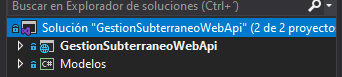 Buscar en Explorador de soluciones (Ctrl+´)
Solución "GestionSubterraneoWebApi" (2 de 2 proyecto
GestionSubterraneoWebApi
Modelos